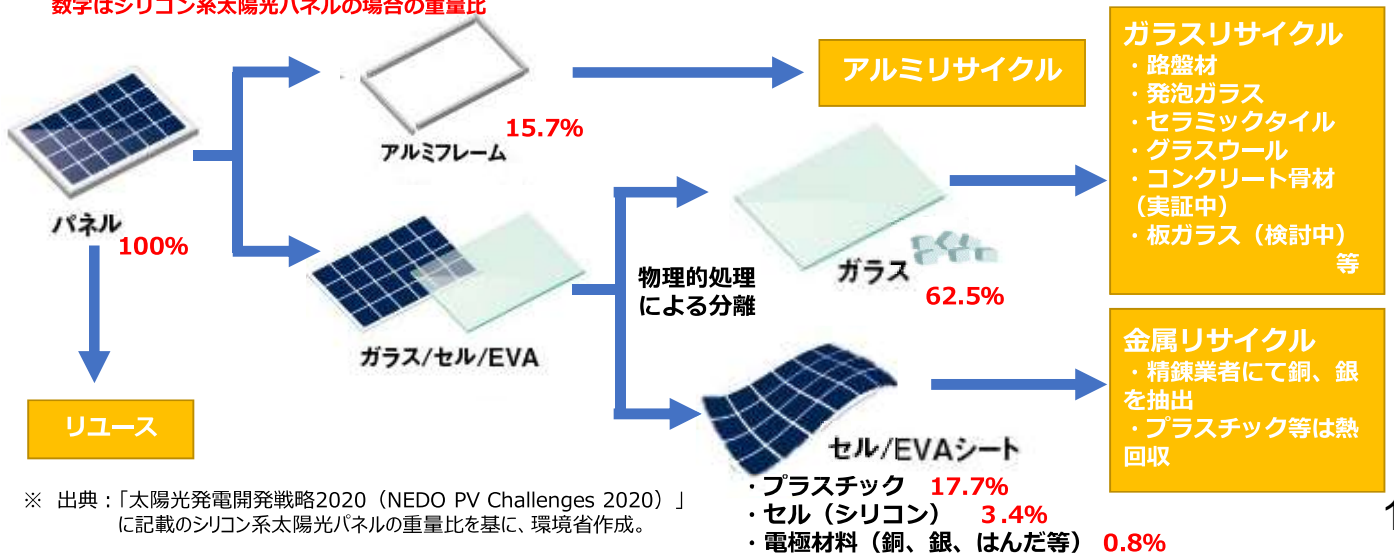 数字はシリコン系太陽光パネルの場合の重量比
パネル
100%
リユース
アルミフレーム
15.7%
アルミリサイクル
ガラス/セル/EVA
物理的処理
による分離
ガラス
62.5%
ガラスリサイクル
・路盤材
・発泡ガラス
・セラミックタイル
・グラスウール
・コンクリート骨材
（実証中）
・板ガラス（検討中）
等
セル/EVAシート
・プラスチック 17.7%
・セル（シリコン） 3.4%
・電極材料（銅、銀、はんだ等） 0.8%
金属リサイクル
・精錬業者にて銅、銀
を抽出
・プラスチック等は熱
回収
※ 出典：「太陽光発電開発戦略2020（NEDO PV Challenges 2020）」
に記載のシリコン系太陽光パネルの重量比を基に、環境省作成。